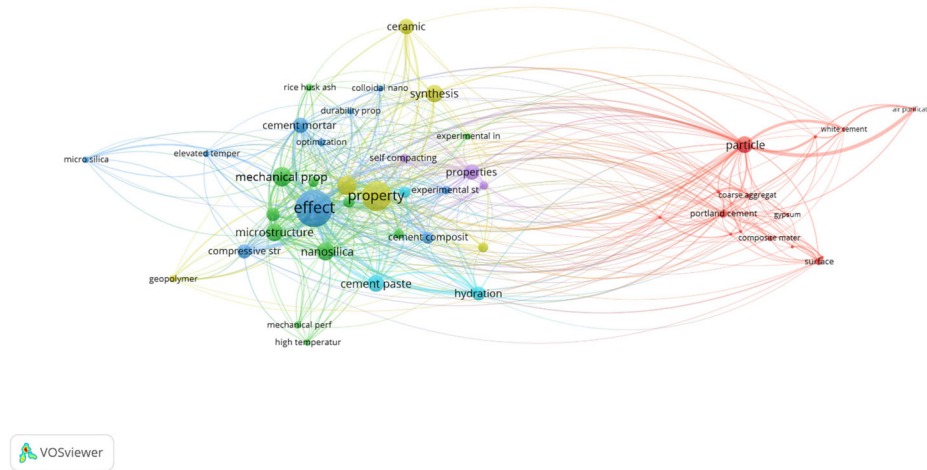 ceramic
rice husk ash
colloidal nano
synthesis
durability prop
cement mortar
white cement
optimization
experimental in
particle
micro silica
elevated temper
self compacting
properties
mechanical prop
experimental st
property
coarse aggregat
effect
portland cement
gypsum
microstructure
cement composit
composite mater
compressive str
nanosilica
surface
geopolymer
cement paste
hydration
mechanical perf
high temperatur
VOSviewer